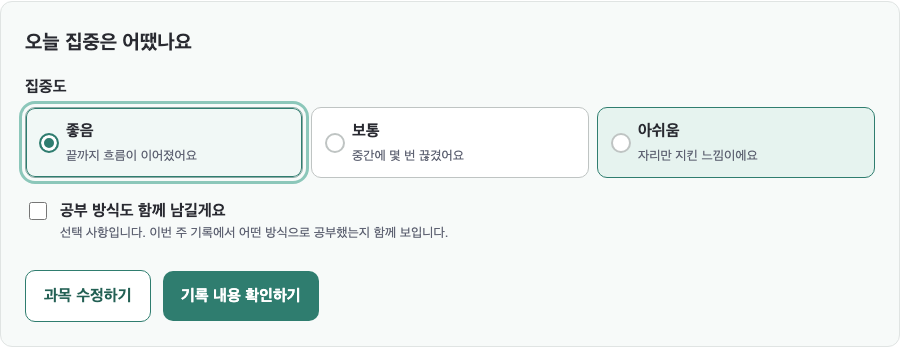 오늘 집중은 어땠나요
집중도
좋음
끝까지 흐름이 이어졌어요
보통
중간에 몇 번 끊겼어요
아쉬움
자리만 지킨 느낌이에요
공부 방식도 함께 남길게요
선택 사항입니다. 이번 주 기록에서 어떤 방식으로 공부했는지 함께 보입니다.
과목 수정하기
기록 내용 확인하기